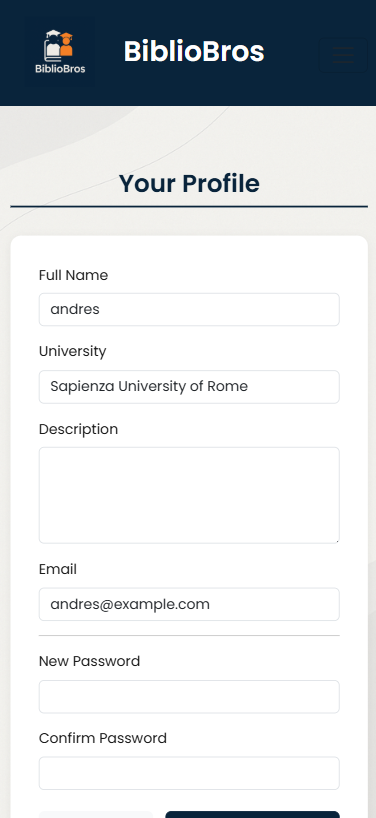 BiblioBros
BiblioBros
Your Profile
Full Name
andres
University
Sapienza University of Rome
Description
Email
andres@example.com
New Password
Confirm Password